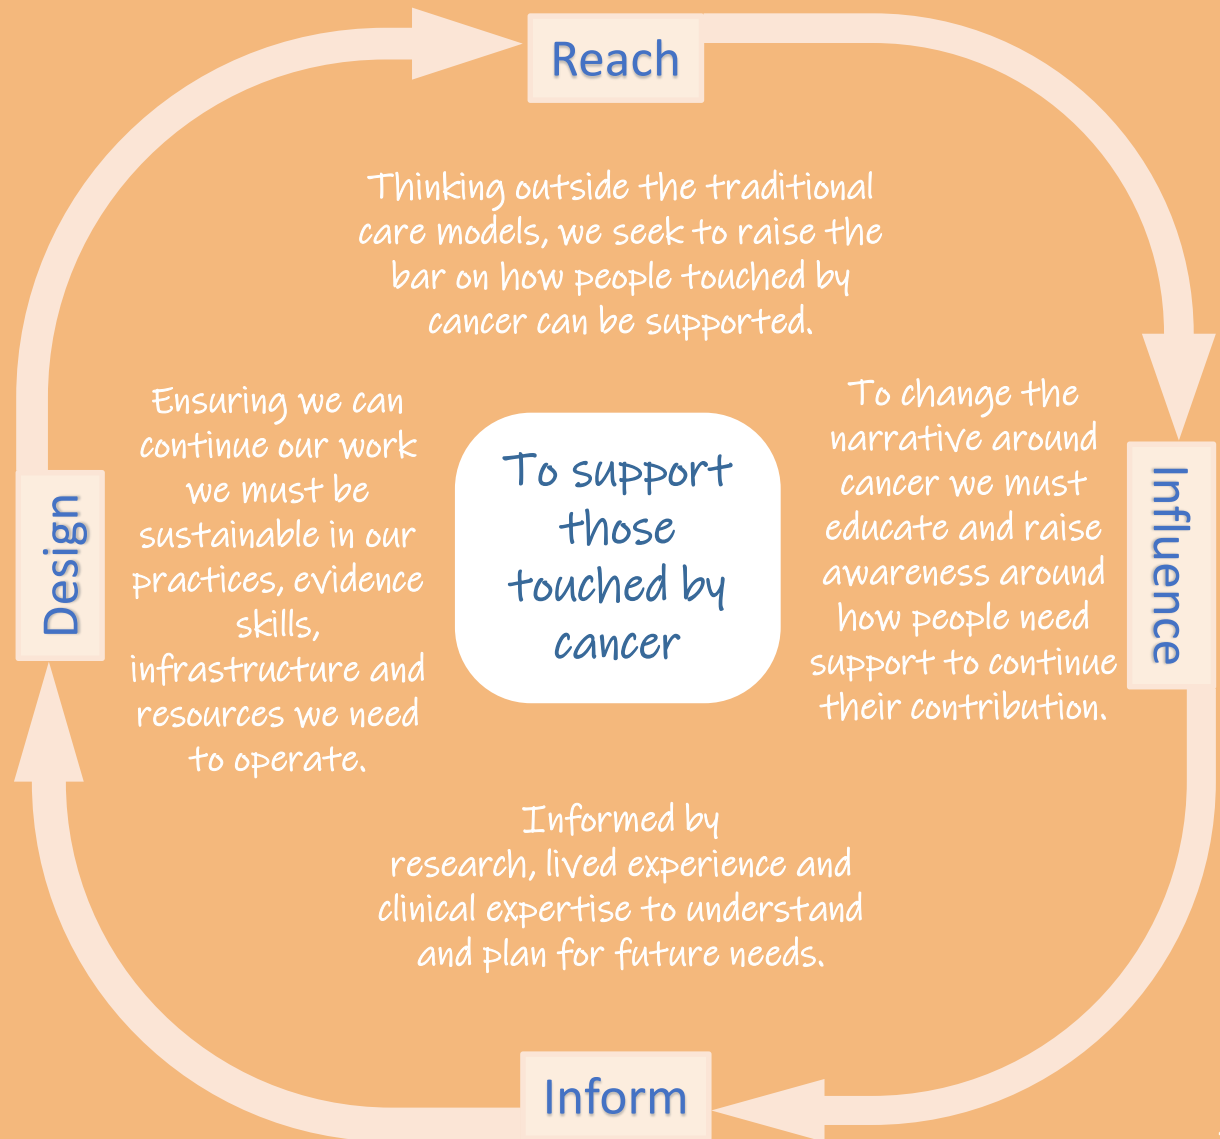 Reach
Thinking outside the traditional
care models, we seek to raise the
bar on how people touched by
cancer can be supported.
Influence
To change the
narrative around
cancer we must
educate and raise
awareness around
how people need
support to continue
their contribution.
Inform
Informed by
research, lived experience and
clinical expertise to understand
and plan for future needs.
Design
Ensuring we can
continue our work
we must be
sustainable in our
practices, evidence
skills,
infrastructure and
resources we need
to operate.
To support
those
touched by
cancer